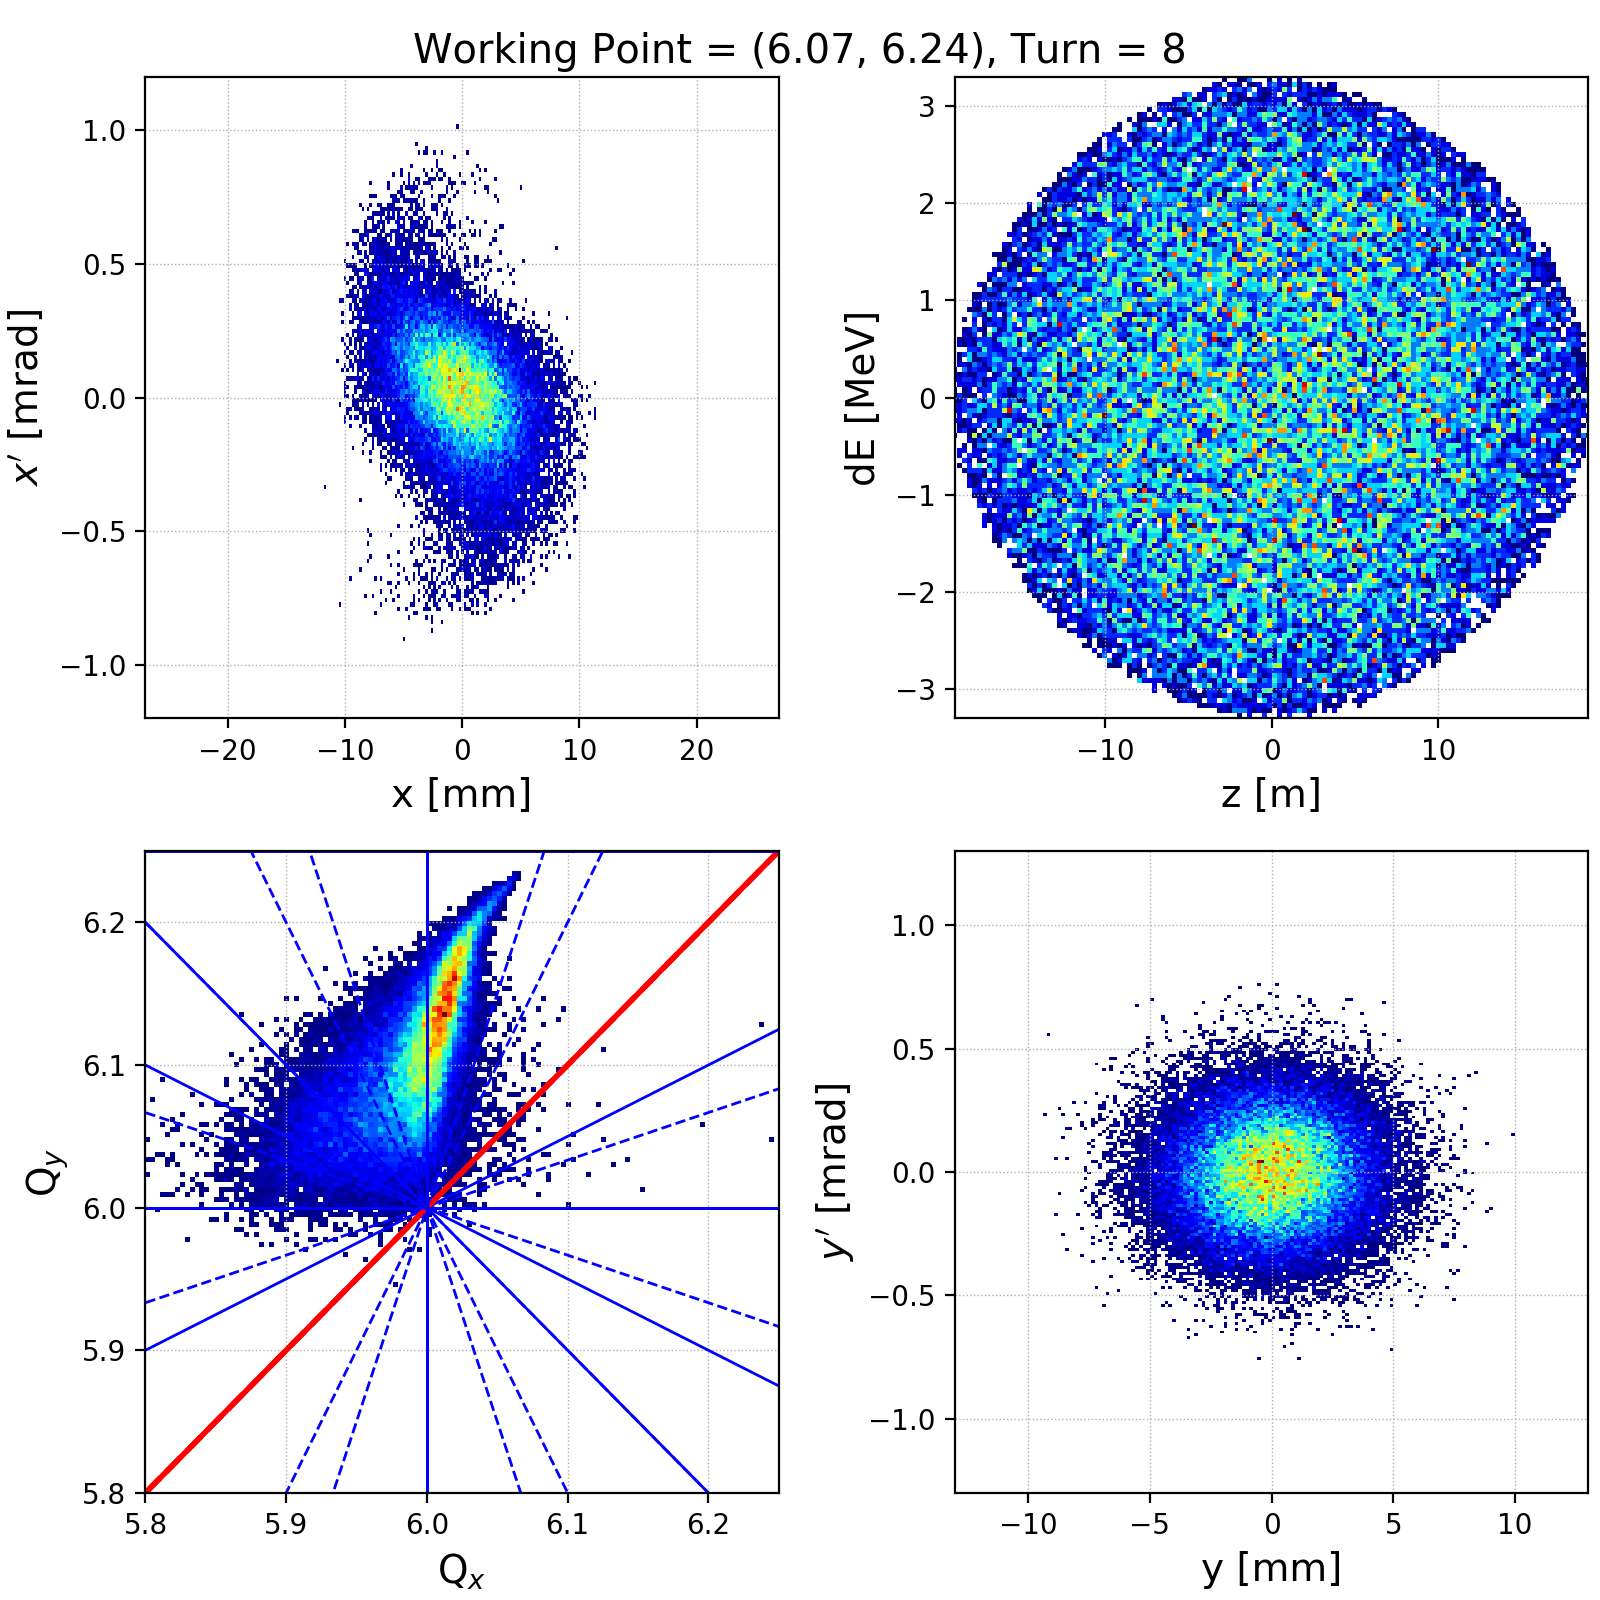 Working Point = (6.07, 6.24), Turn = 8
1.0
0.5
0.0
−0.5
−1.0
x′ [mrad]
−20 −10 0 10 20
x [mm]
3
2
1
0
−1
−2
−3
dE [MeV]
−10 0 10
z [m]
6.2
6.1
6.0
5.9
5.8
Qy
5.8 5.9 6.0 6.1 6.2
Qx
1.0
0.5
0.0
−0.5
−1.0
y′ [mrad]
−10 −5 0 5 10
y [mm]